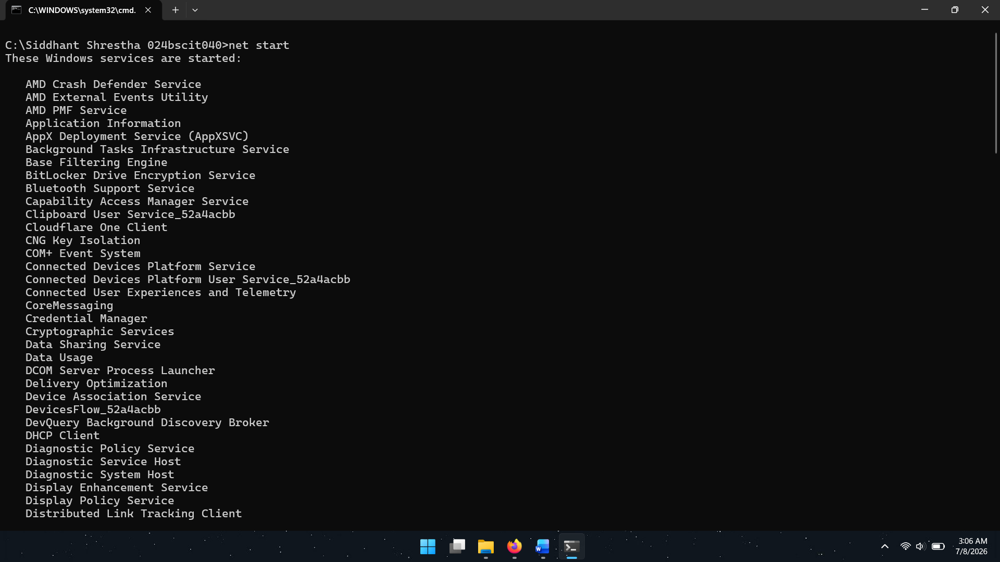 C:\WINDOWS\system32\cmd.
C:\Siddhant Shrestha 024bscit040>net start
These Windows services are started:
AMD Crash Defender Service
AMD External Events Utility
AMD PMF Service
Application Information
AppX Deployment Service (AppXSVC)
Background Tasks Infrastructure Service
Base Filtering Engine
BitLocker Drive Encryption Service
Bluetooth Support Service
Capability Access Manager Service
Clipboard User Service_52a4acbb
Cloudflare One Client
CNG Key Isolation
COM+ Event System
Connected Devices Platform Service
Connected Devices Platform User Service_52a4acbb
Connected User Experiences and Telemetry
CoreMessaging
Credential Manager
Cryptographic Services
Data Sharing Service
Data Usage
DCOM Server Process Launcher
Delivery Optimization
Device Association Service
DevicesFlow_52a4acbb
DevQuery Background Discovery Broker
DHCP Client
Diagnostic Policy Service
Diagnostic Service Host
Diagnostic System Host
Display Enhancement Service
Display Policy Service
Distributed Link Tracking Client
3:06 AM
7/8/2026